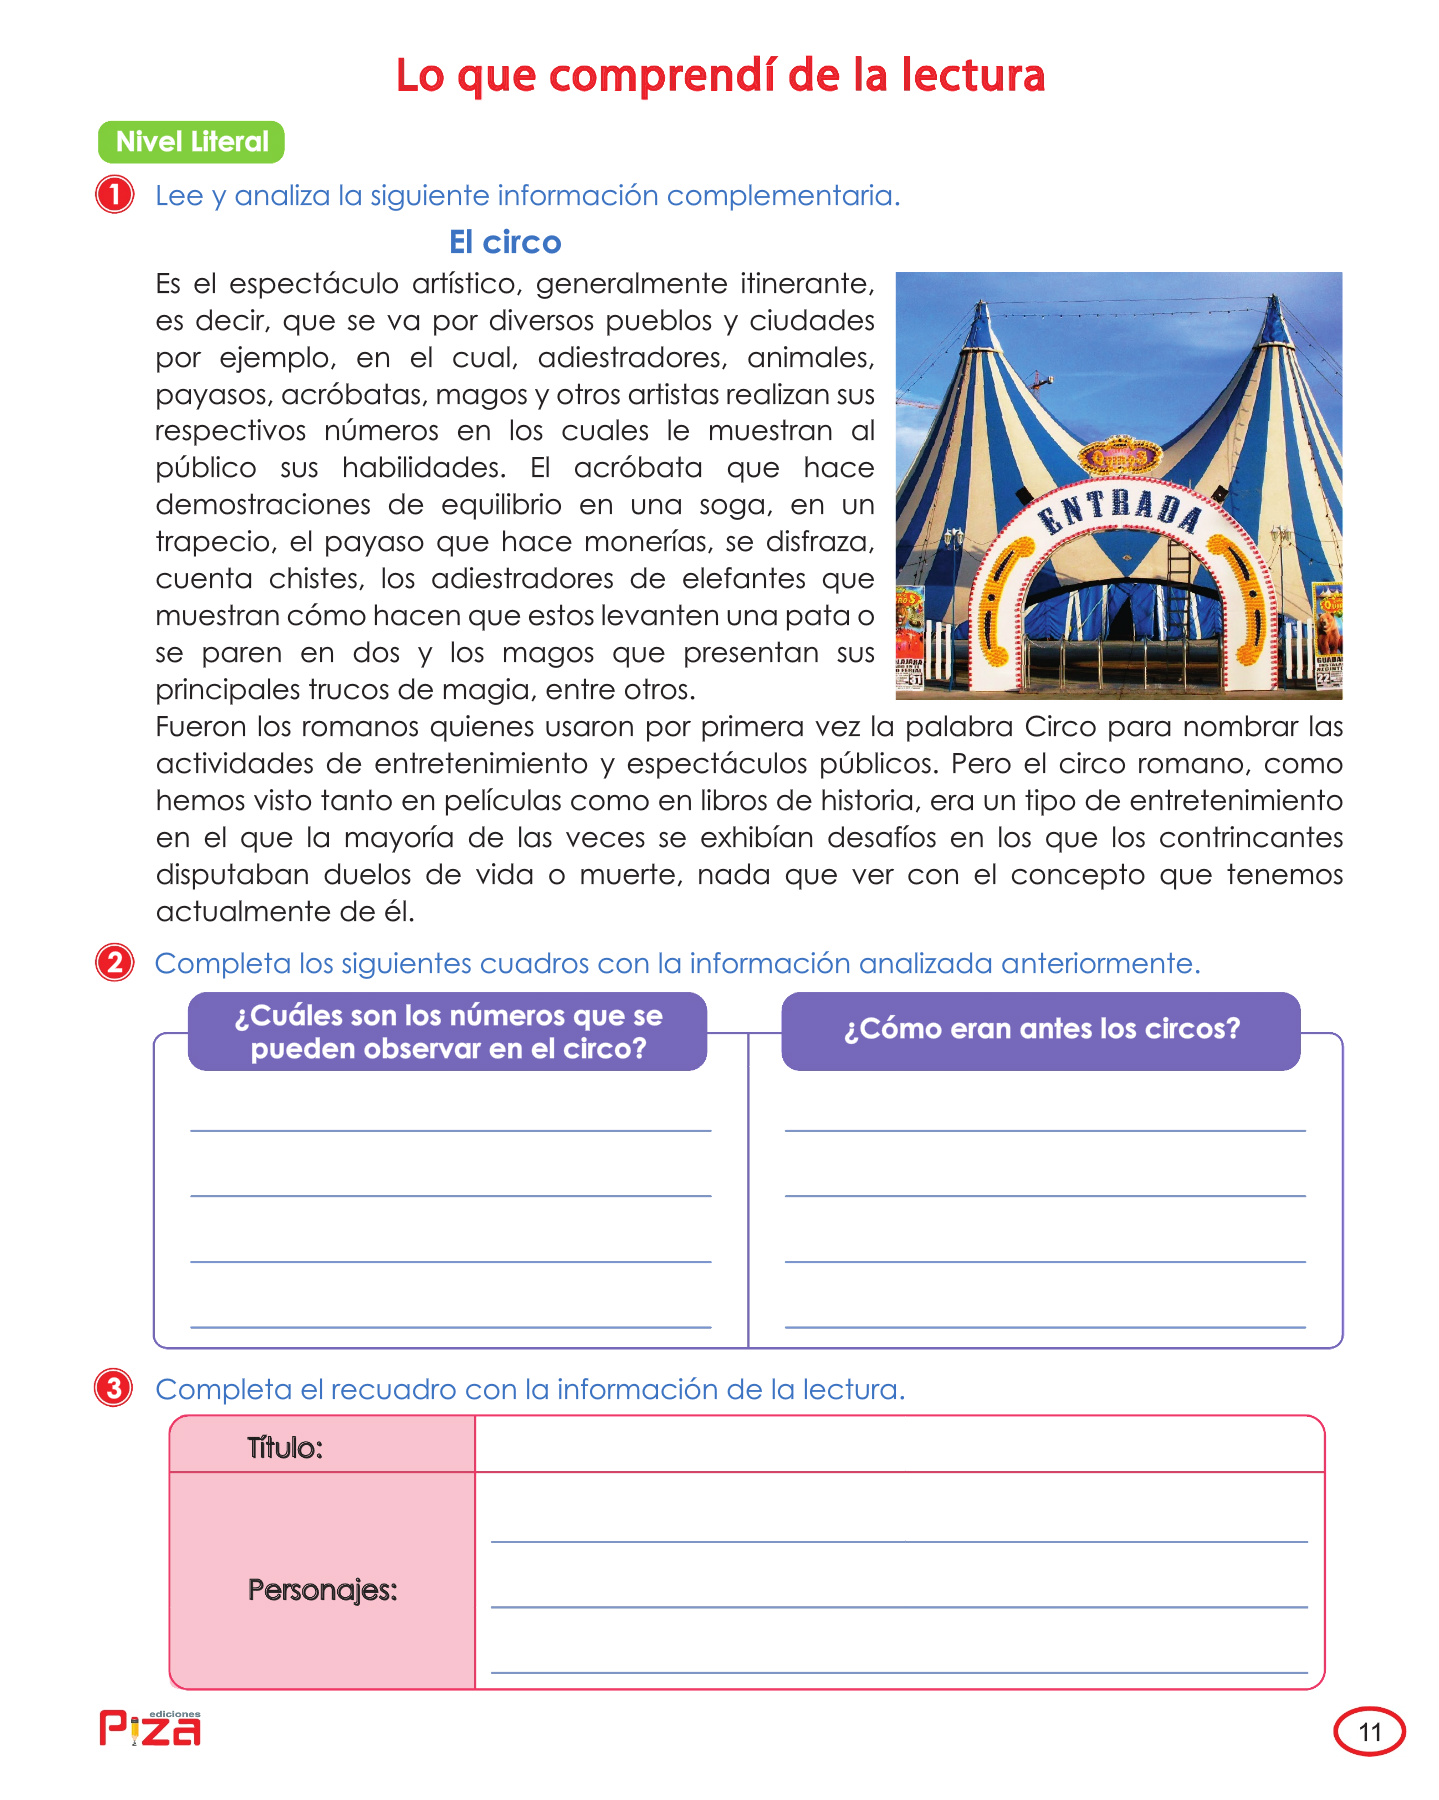 Lo que comprendí de la lectura
Nivel Literal
1 Lee y analiza la siguiente información complementaria.
El circo
Es el espectáculo artístico, generalmente itinerante,
es decir, que se va por diversos pueblos y ciudades
por ejemplo, en el cual, adiestradores, animales,
payasos, acróbatas, magos y otros artistas realizan sus
respectivos números en los cuales le muestran al
público sus habilidades. El acróbata que hace
demostraciones de equilibrio en una soga, en un
trapecio, el payaso que hace monerías, se disfraza,
cuenta chistes, los adiestradores de elefantes que
muestran cómo hacen que estos levanten una pata o
se paren en dos y los magos que presentan sus
principales trucos de magia, entre otros.
ENTRADA
Fueron los romanos quienes usaron por primera vez la palabra Circo para nombrar las
actividades de entretenimiento y espectáculos públicos. Pero el circo romano, como
hemos visto tanto en películas como en libros de historia, era un tipo de entretenimiento
en el que la mayoría de las veces se exhibían desafíos en los que los contrincantes
disputaban duelos de vida o muerte, nada que ver con el concepto que tenemos
actualmente de él.
2 Completa los siguientes cuadros con la información analizada anteriormente.
¿Cuáles son los números que se
pueden observar en el circo?
¿Cómo eran antes los circos?
3 Completa el recuadro con la información de la lectura.
Título:
Personajes:
ediciones
Piza
11